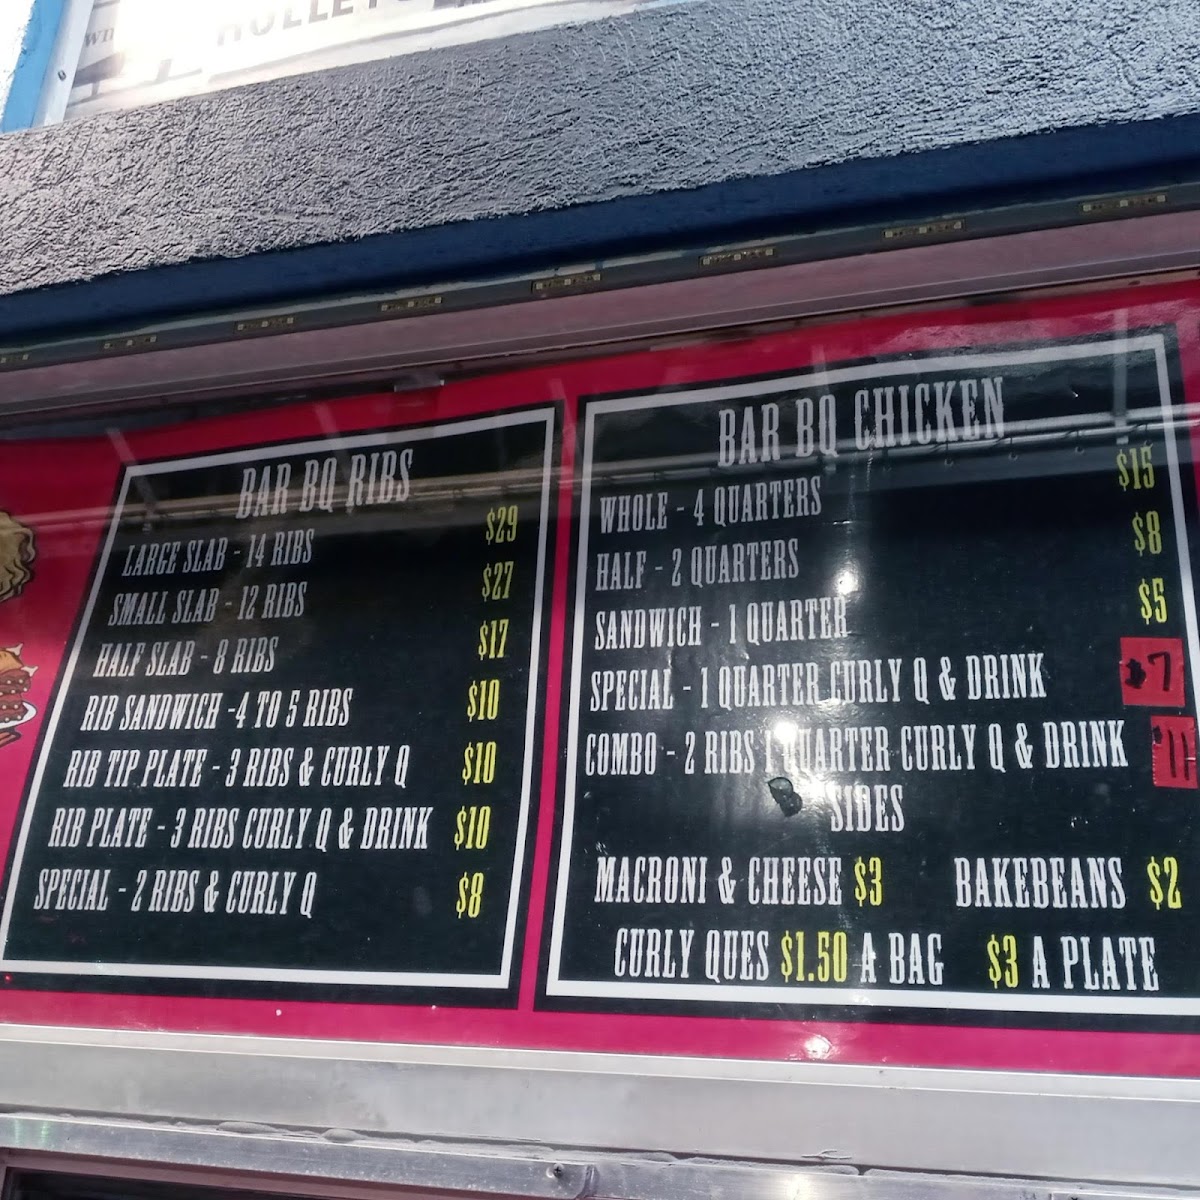 BAR BQ RIBS
LARGE SLAB - 14 RIBS $29
SMALL SLAB - 12 RIBS $27
HALF SLAB - 8 RIBS $17
RIB SANDWICH -4 TO 5 RIBS $10
RIB TIP PLATE - 3 RIBS & CURLY Q $10
RIB PLATE - 3 RIBS CURLY Q & DRINK $10
SPECIAL - 2 RIBS & CURLY Q $8
BAR BQ CHICKEN
WHOLE - 4 QUARTERS $15
HALF - 2 QUARTERS $8
SANDWICH - 1 QUARTER $5
SPECIAL - 1 QUARTER CURLY Q & DRINK $7
COMBO - 2 RIBS 1 QUARTER CURLY Q & DRINK $11
SIDES
MACRONI & CHEESE $3 BAKEBEANS $2
CURLY QUES $1.50 A BAG $3 A PLATE